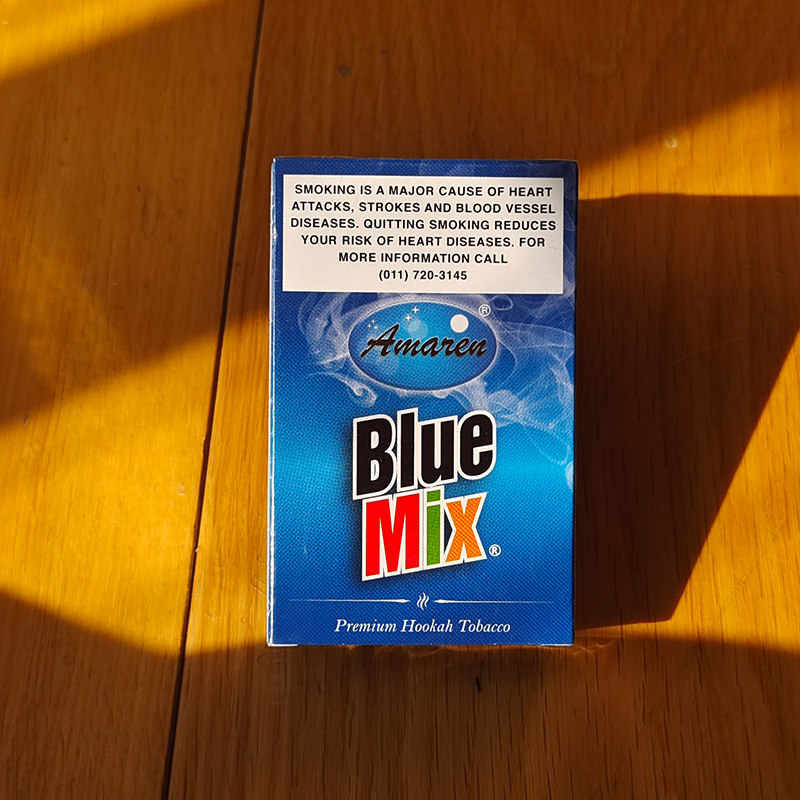 SMOKING IS A MAJOR CAUSE OF HEART
ATTACKS, STROKES AND BLOOD VESSEL
DISEASES. QUITTING SMOKING REDUCES
YOUR RISK OF HEART DISEASES. FOR
MORE INFORMATION CALL
(011) 720-3145
Amaren®
Blue
Mix®
Premium Hookah Tobacco